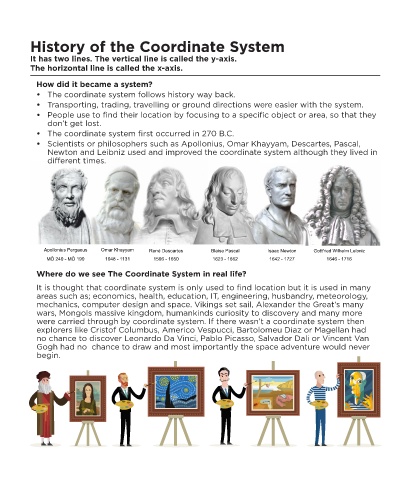 History of the Coordinate System
It has two lines. The vertical line is called the y-axis.
The horizontal line is called the x-axis.
How did it became a system?
• The coordinate system follows history way back.
• Transporting, trading, travelling or ground directions were easier with the system.
• People use to find their location by focusing to a specific object or area, so that they
don't get lost.
• The coordinate system first occurred in 270 B.C.
• Scientists or philosophers such as Apollonius, Omar Khayyam, Descartes, Pascal,
Newton and Leibniz used and improved the coordinate system although they lived in
different times.
Apollonius Pergaeus Omar Khayyam René Descartes Blaise Pascal Isaac Newton Gottfried Wilhelm Leibniz
MÖ 240 - MÖ 190 1048 - 1131 1596 - 1650 1623 - 1662 1642 - 1727 1646 - 1716
Where do we see The Coordinate System in real life?
It is thought that coordinate system is only used to find location but it is used in many
areas such as; economics, health, education, IT, engineering, husbandry, meteorology,
mechanics, computer design and space. Vikings set sail, Alexander the Great's many
wars, Mongols massive kingdom, humankinds curiosity to discovery and many more
were carried through by coordinate system. If there wasn't a coordinate system then
explorers like Cristof Columbus, Americo Vespucci, Bartolomeu Diaz or Magellan had
no chance to discover Leonardo Da Vinci, Pablo Picasso, Salvador Dali or Vincent Van
Gogh had no chance to draw and most importantly the space adventure would never
begin.